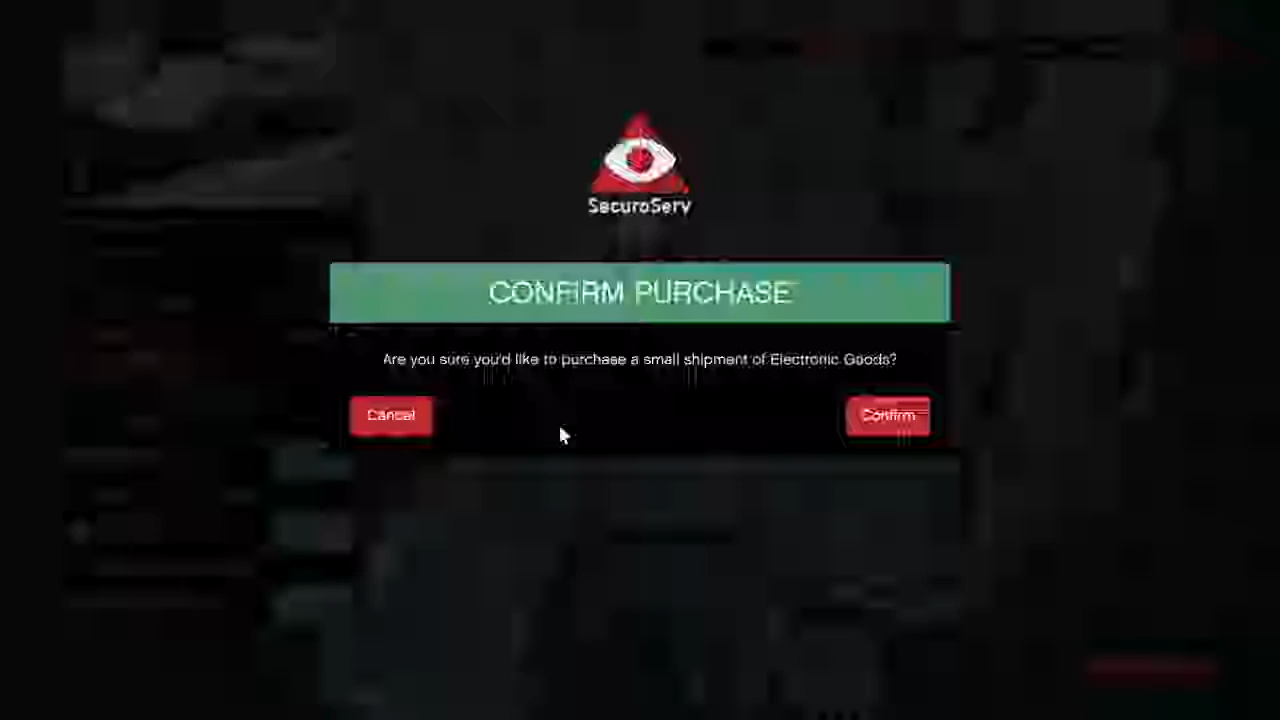 SecuroServ
CONFIRM PURCHASE
Are you sure you'd like to purchase a small shipment of Electronic Goods?
Cancel
Confirm